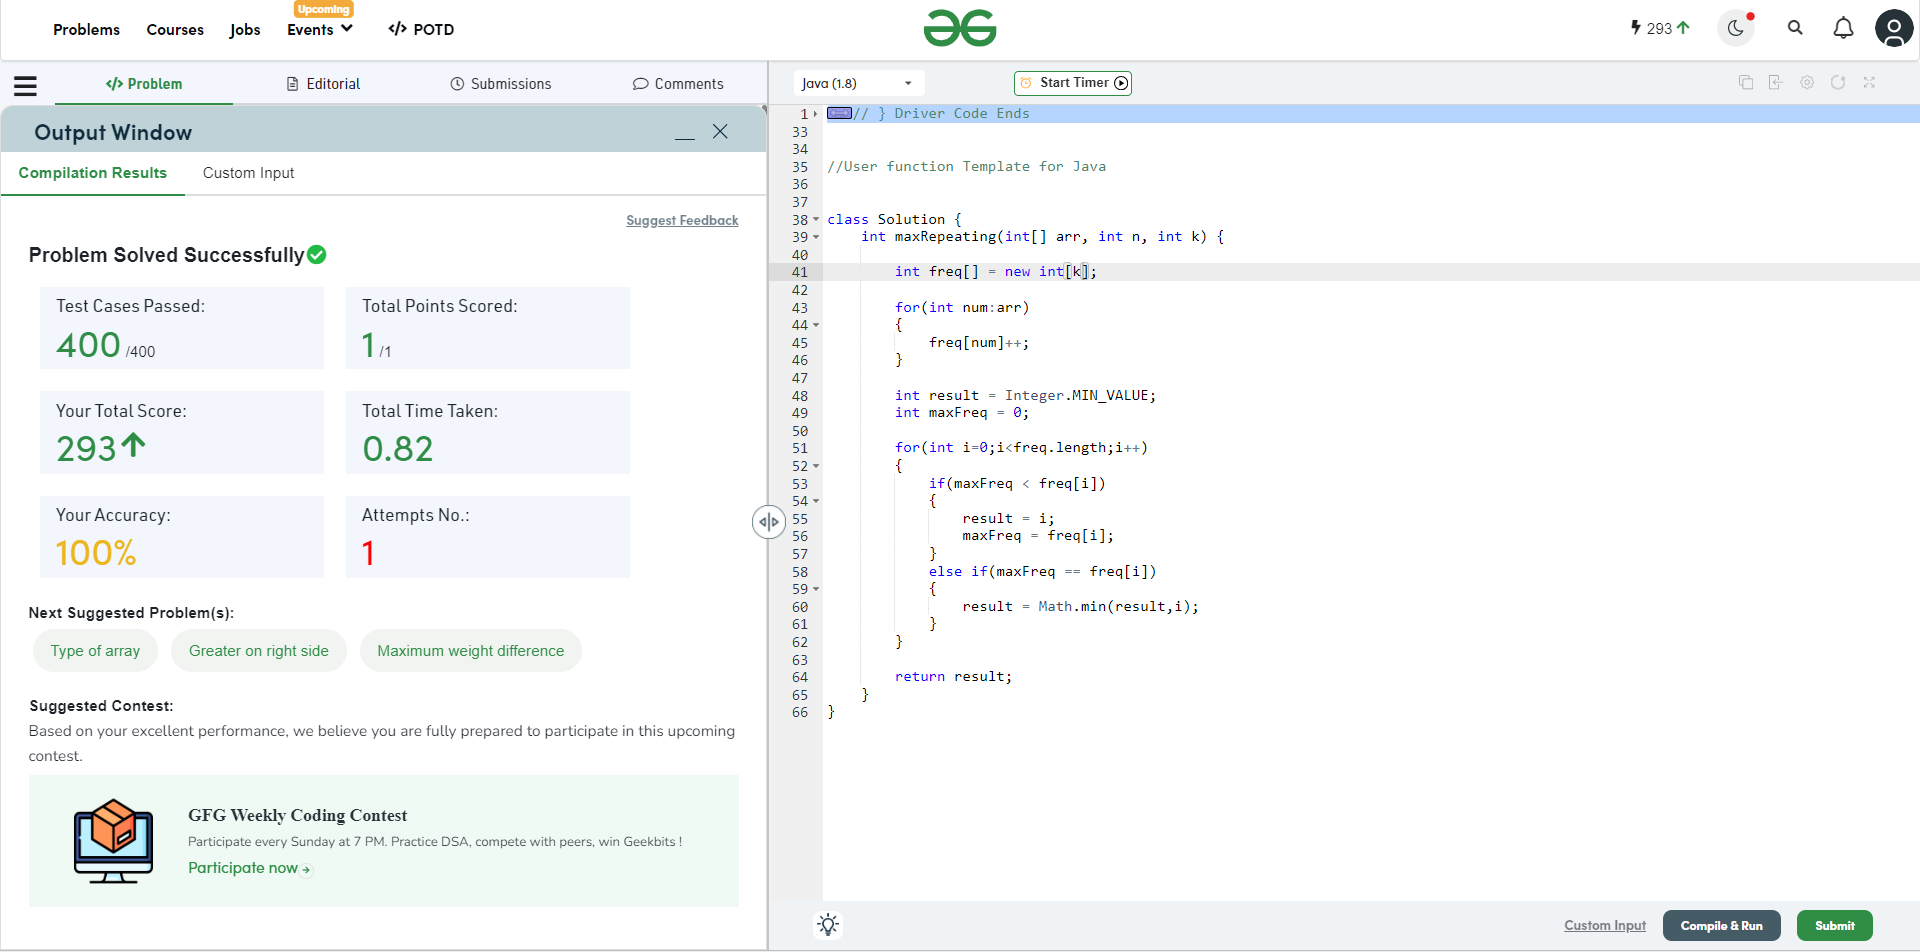 Upcoming
Problems Courses Jobs Events </> POTD
293
</> Problem Editorial Submissions Comments
Java (1.8) Start Timer
Output Window
Compilation Results Custom Input
Suggest Feedback
Problem Solved Successfully
Test Cases Passed: Total Points Scored:
400 /400 1 /1
Your Total Score: Total Time Taken:
293 0.82
Your Accuracy: Attempts No.:
100% 1
Next Suggested Problem(s):
Type of array Greater on right side Maximum weight difference
Suggested Contest:
Based on your excellent performance, we believe you are fully prepared to participate in this upcoming
contest.
GFG Weekly Coding Contest
Participate every Sunday at 7 PM. Practice DSA, compete with peers, win Geekbits !
Participate now
1 // } Driver Code Ends
33
34
35 //User function Template for Java
36
37
38 class Solution {
39 int maxRepeating(int[] arr, int n, int k) {
40
41 int freq[] = new int[k];
42
43 for(int num:arr)
44 {
45 freq[num]++;
46 }
47
48 int result = Integer.MIN_VALUE;
49 int maxFreq = 0;
50
51 for(int i=0;i<freq.length;i++)
52 {
53 if(maxFreq < freq[i])
54 {
55 result = i;
56 maxFreq = freq[i];
57 }
58 else if(maxFreq == freq[i])
59 {
60 result = Math.min(result,i);
61 }
62 }
63
64 return result;
65 }
66 }
Custom Input Compile & Run Submit